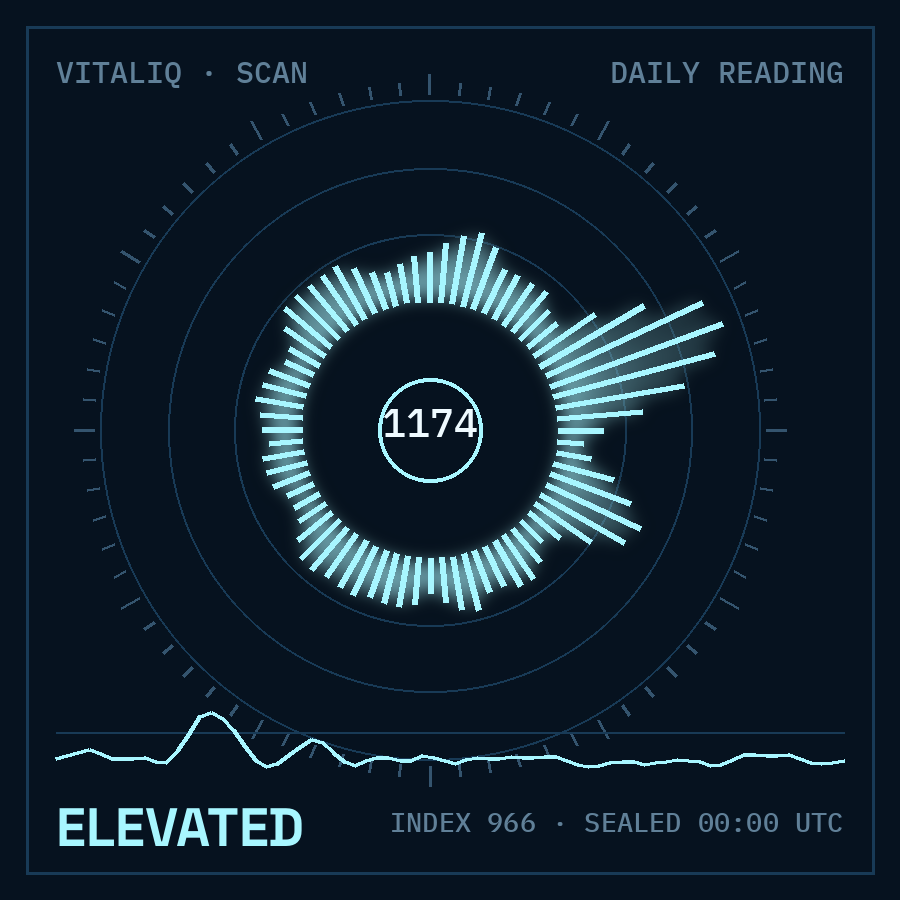 VITALIQ · SCAN
DAILY READING
1174
ELEVATED
INDEX 966 · SEALED 00:00 UTC